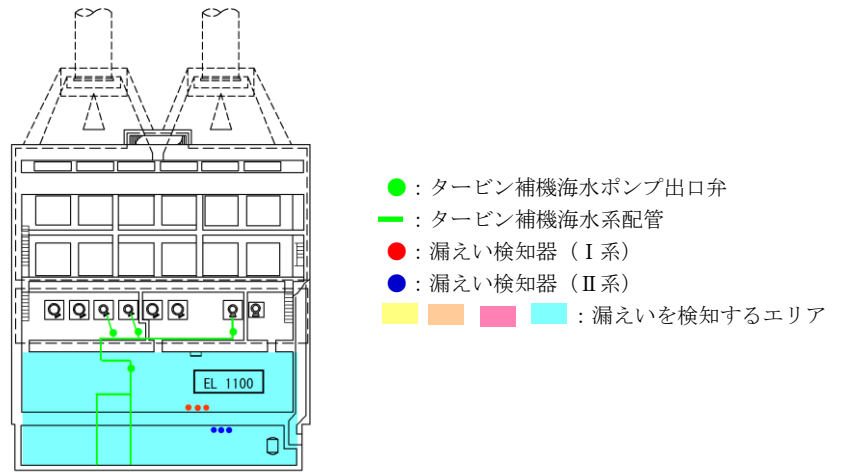 ：タービン補機海水ポンプ出口弁
：タービン補機海水系配管
：漏えい検知器（Ⅰ系）
：漏えい検知器（Ⅱ系）
：漏えいを検知するエリア
EL 1100